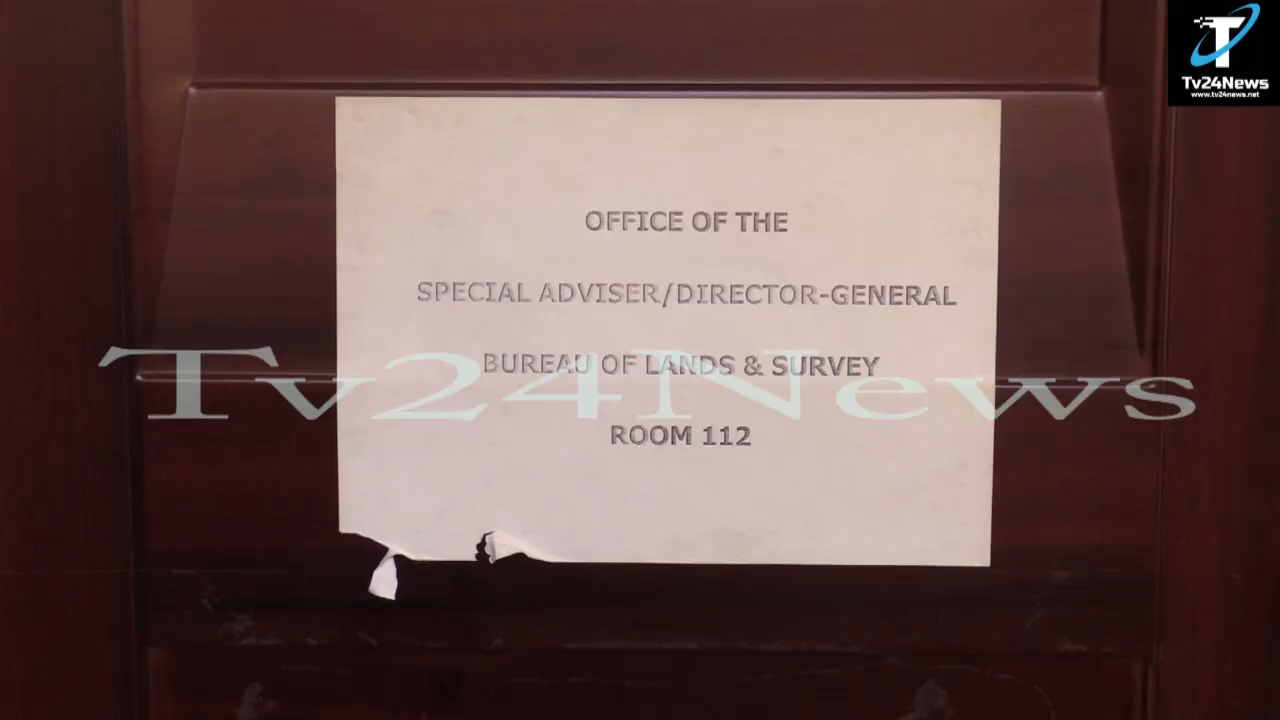 Tv24News
www.tv24news.net
OFFICE OF THE
SPECIAL ADVISER/DIRECTOR-GENERAL
BUREAU OF LANDS & SURVEY
Tv24News
ROOM 112